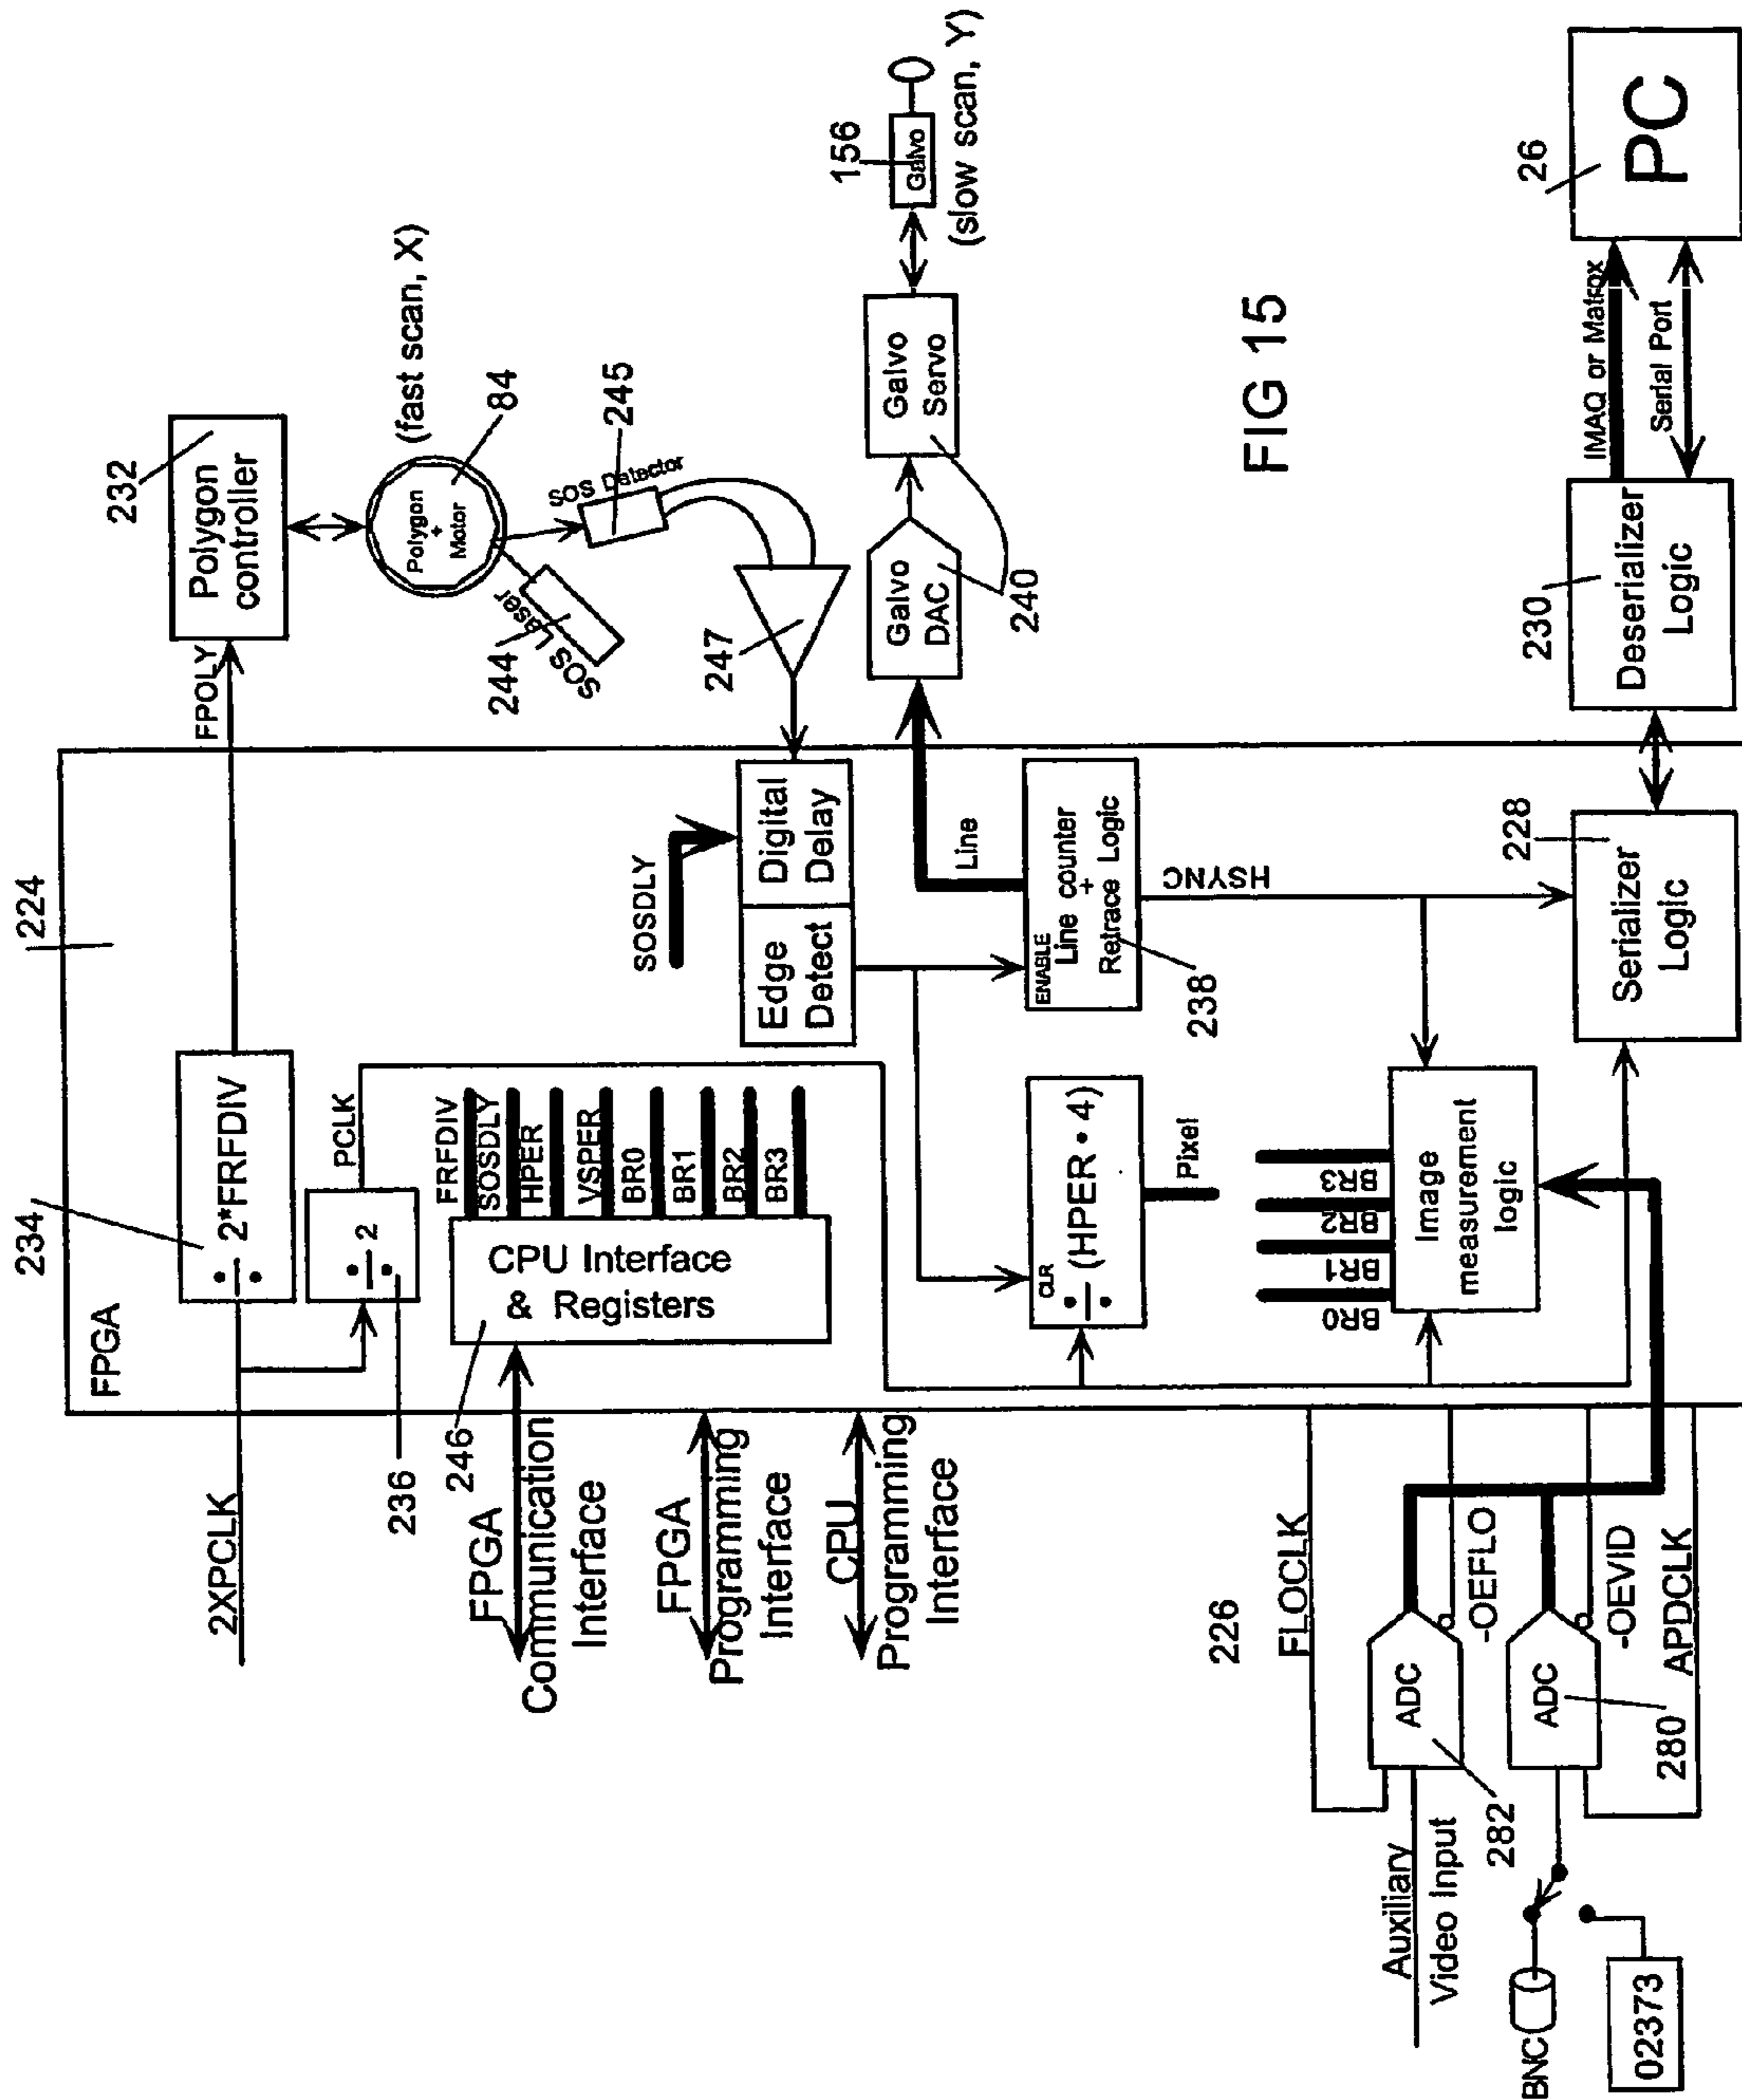 224
FPGA
234
÷ 2*FRFDIV
FPOLY
232
Polygon
controller
2XPCLK
÷ 2
236
PCLK
(fast scan, X)
Polygon
+
Motor
84
SOS Laser
244
SOS Detector
245
247
246
CPU Interface
& Registers
FRFDIV
SOSDLY
HPER
VSPER
BR0
BR1
BR2
BR3
FPGA
Communication
Interface
FPGA
Programming
Interface
CPU
Programming
Interface
SOSDLY
Edge
Detect
Digital
Delay
Galvo
DAC
Galvo
Servo
240
156
Galvo
(slow scan, Y)
Line
ENABLE
Line counter
+
Retrace Logic
238
HSYNC
CLR
÷ (HPER • 4)
Pixel
BR0
BR1
BR2
BR3
Image
measurement
logic
228
Serializer
Logic
230
Deserializer
Logic
IMAQ or Matrox
Serial Port
26
PC
226
FLOCLK
-OEFLO
-OEVID
APDCLK
ADC
282
ADC
280
Auxiliary
Video Input
BNC
02373
FIG 15